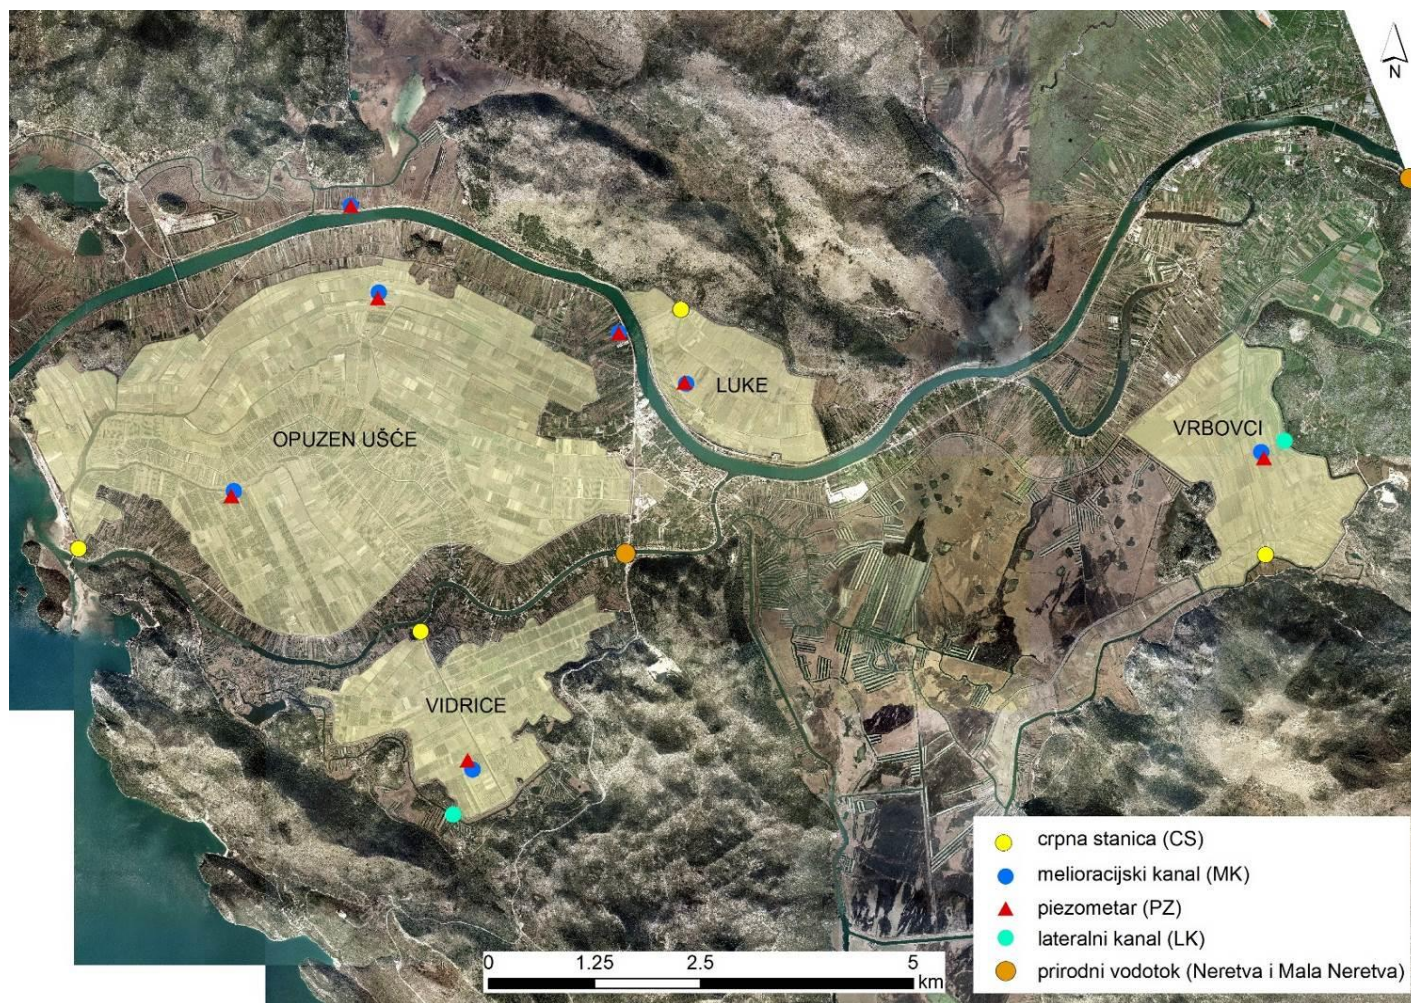 N
LUKE
OPUZEN UŠĆE
VRBOVCI
VIDRICE
crpna stanica (CS)
melioracijski kanal (MK)
piezometar (PZ)
lateralni kanal (LK)
prirodni vodotok (Neretva i Mala Neretva)
0 1.25 2.5 5
km